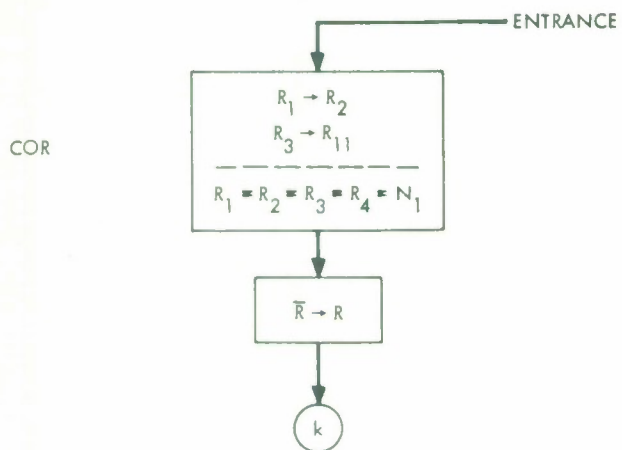 ENTRANCE
R₁ → R₂
R₃ → R₁₁
COR
R₁ = R₂ = R₃ = R₄ = N₁
R̅ → R
k